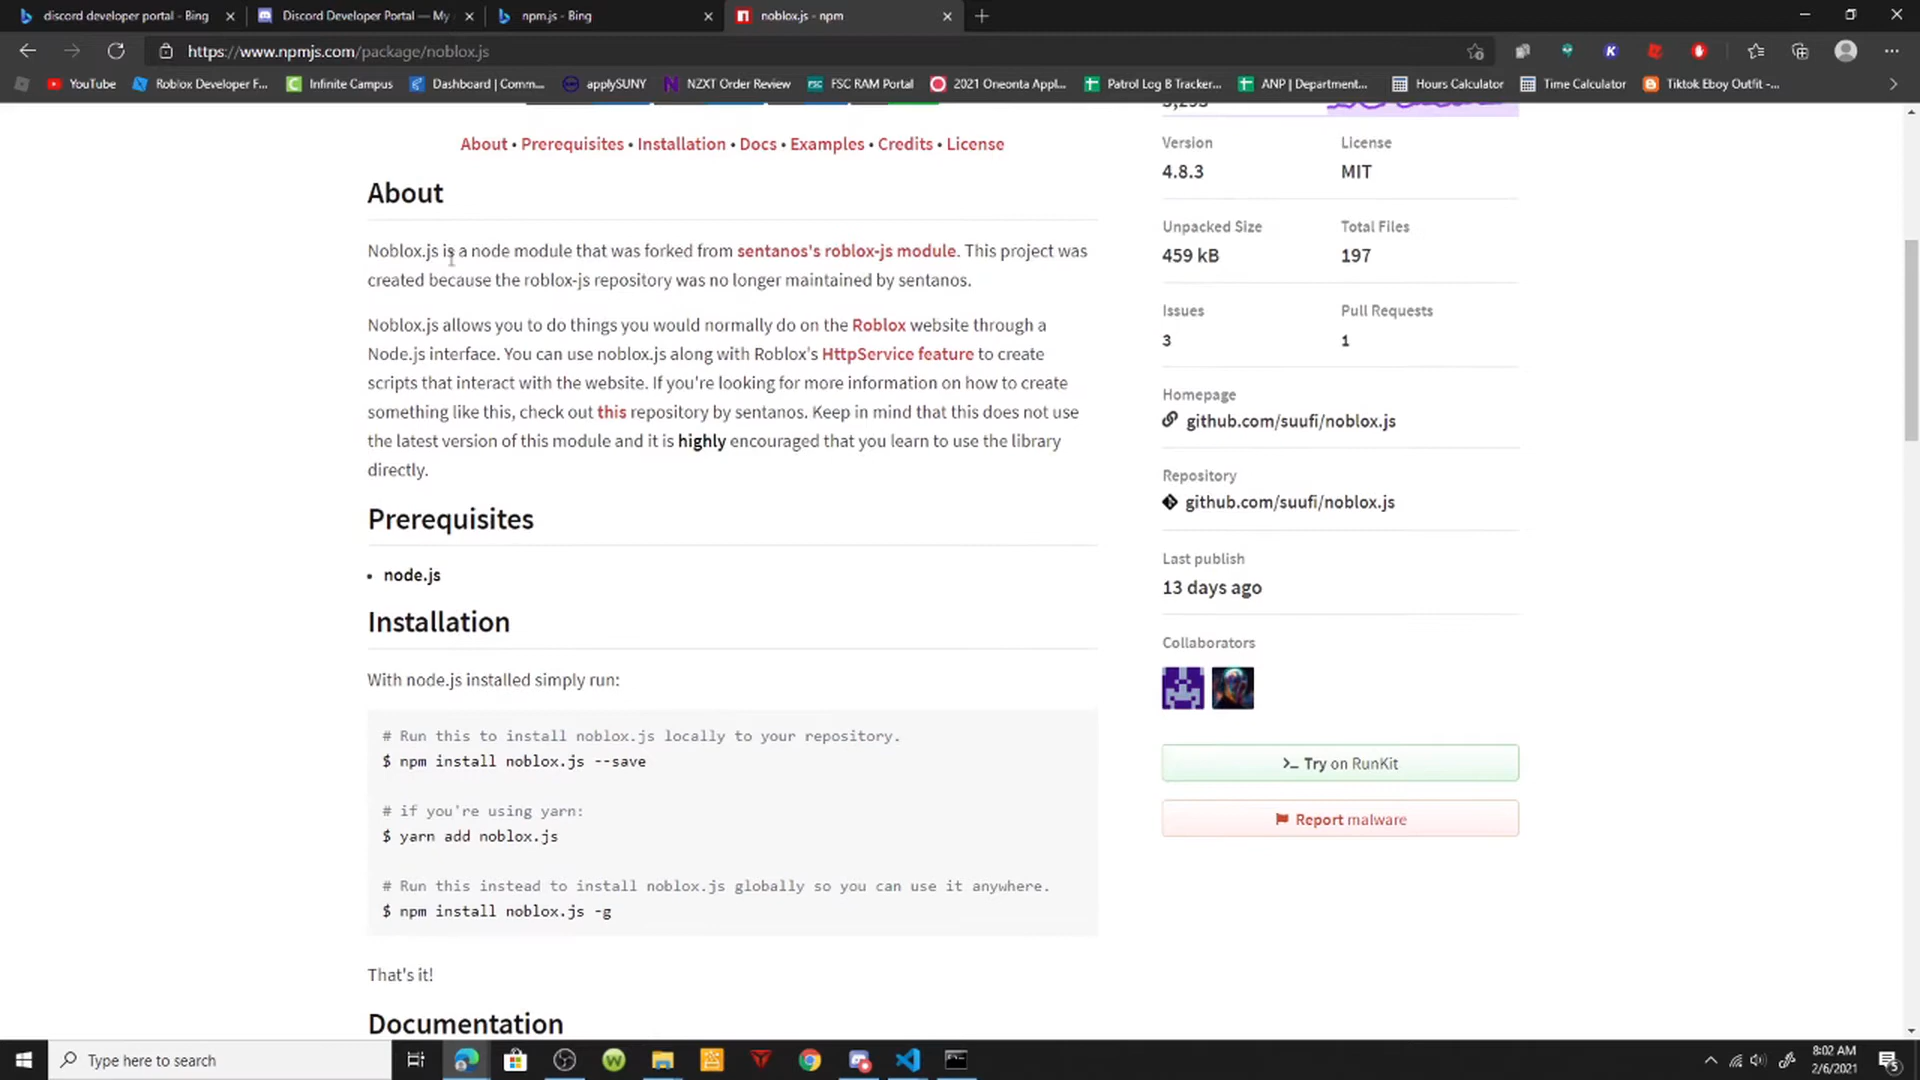 discord developer portal - Bing
Discord Developer Portal — My
npm.js - Bing
noblox.js - npm
https://www.npmjs.com/package/noblox.js
YouTube
Roblox Developer F...
Infinite Campus
Dashboard | Comm...
applySUNY
NZXT Order Review
FSC RAM Portal
2021 Oneonta Appl...
Patrol Log B Tracker...
ANP | Department...
Hours Calculator
Time Calculator
Tiktok Eboy Outfit -...
About • Prerequisites • Installation • Docs • Examples • Credits • License
About
Noblox.js is a node module that was forked from sentanos's roblox-js module. This project was
created because the roblox-js repository was no longer maintained by sentanos.
Noblox.js allows you to do things you would normally do on the Roblox website through a
Node.js interface. You can use noblox.js along with Roblox's HttpService feature to create
scripts that interact with the website. If you're looking for more information on how to create
something like this, check out this repository by sentanos. Keep in mind that this does not use
the latest version of this module and it is highly encouraged that you learn to use the library
directly.
Prerequisites
• node.js
Installation
With node.js installed simply run:
# Run this to install noblox.js locally to your repository.
$ npm install noblox.js --save
# if you're using yarn:
$ yarn add noblox.js
# Run this instead to install noblox.js globally so you can use it anywhere.
$ npm install noblox.js -g
That's it!
Documentation
Version
License
4.8.3
MIT
Unpacked Size
Total Files
459 kB
197
Issues
Pull Requests
3
1
Homepage
github.com/suufi/noblox.js
Repository
github.com/suufi/noblox.js
Last publish
13 days ago
Collaborators
>_ Try on RunKit
Report malware
Type here to search
8:02 AM
2/6/2021
5